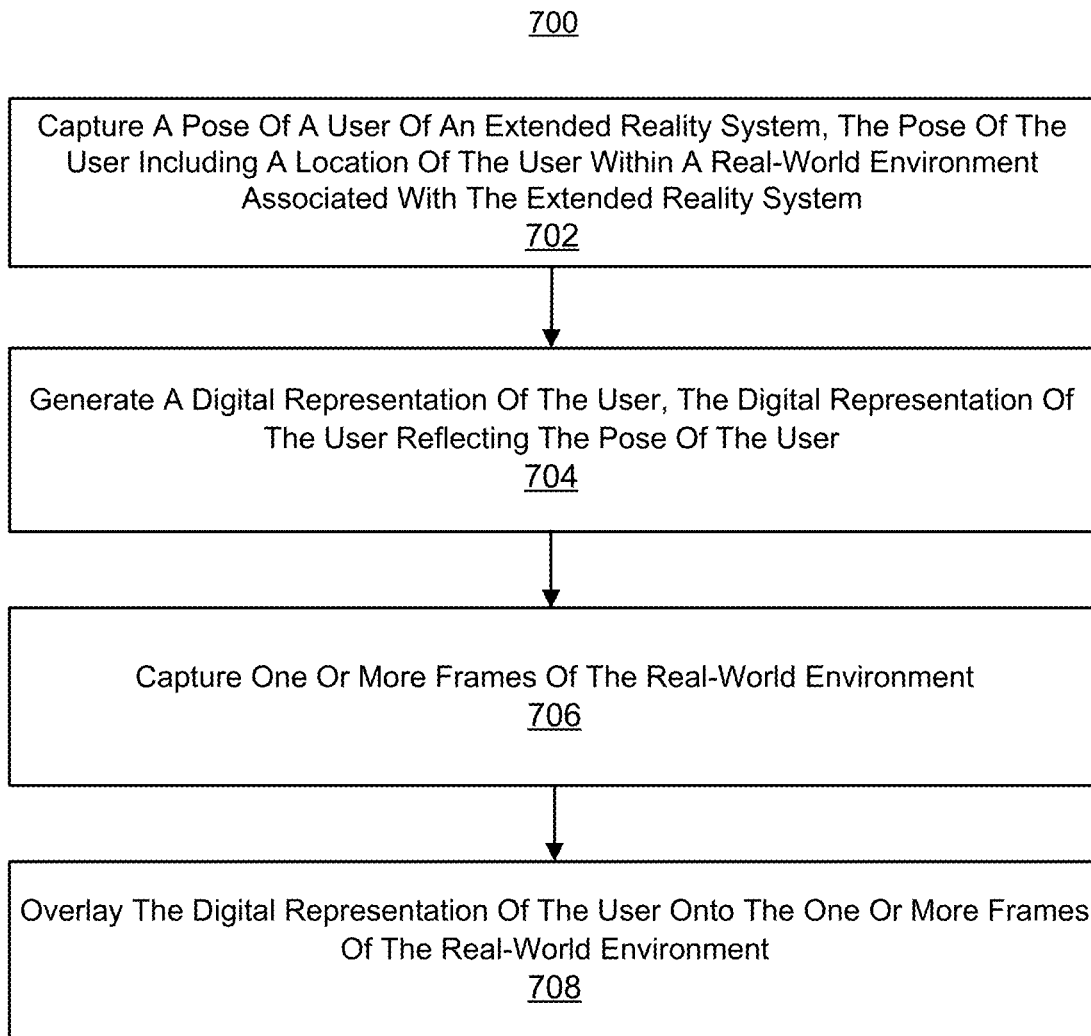 700
Capture A Pose Of A User Of An Extended Reality System, The Pose Of The
User Including A Location Of The User Within A Real-World Environment
Associated With The Extended Reality System
702
Generate A Digital Representation Of The User, The Digital Representation Of
The User Reflecting The Pose Of The User
704
Capture One Or More Frames Of The Real-World Environment
706
Overlay The Digital Representation Of The User Onto The One Or More Frames
Of The Real-World Environment
708